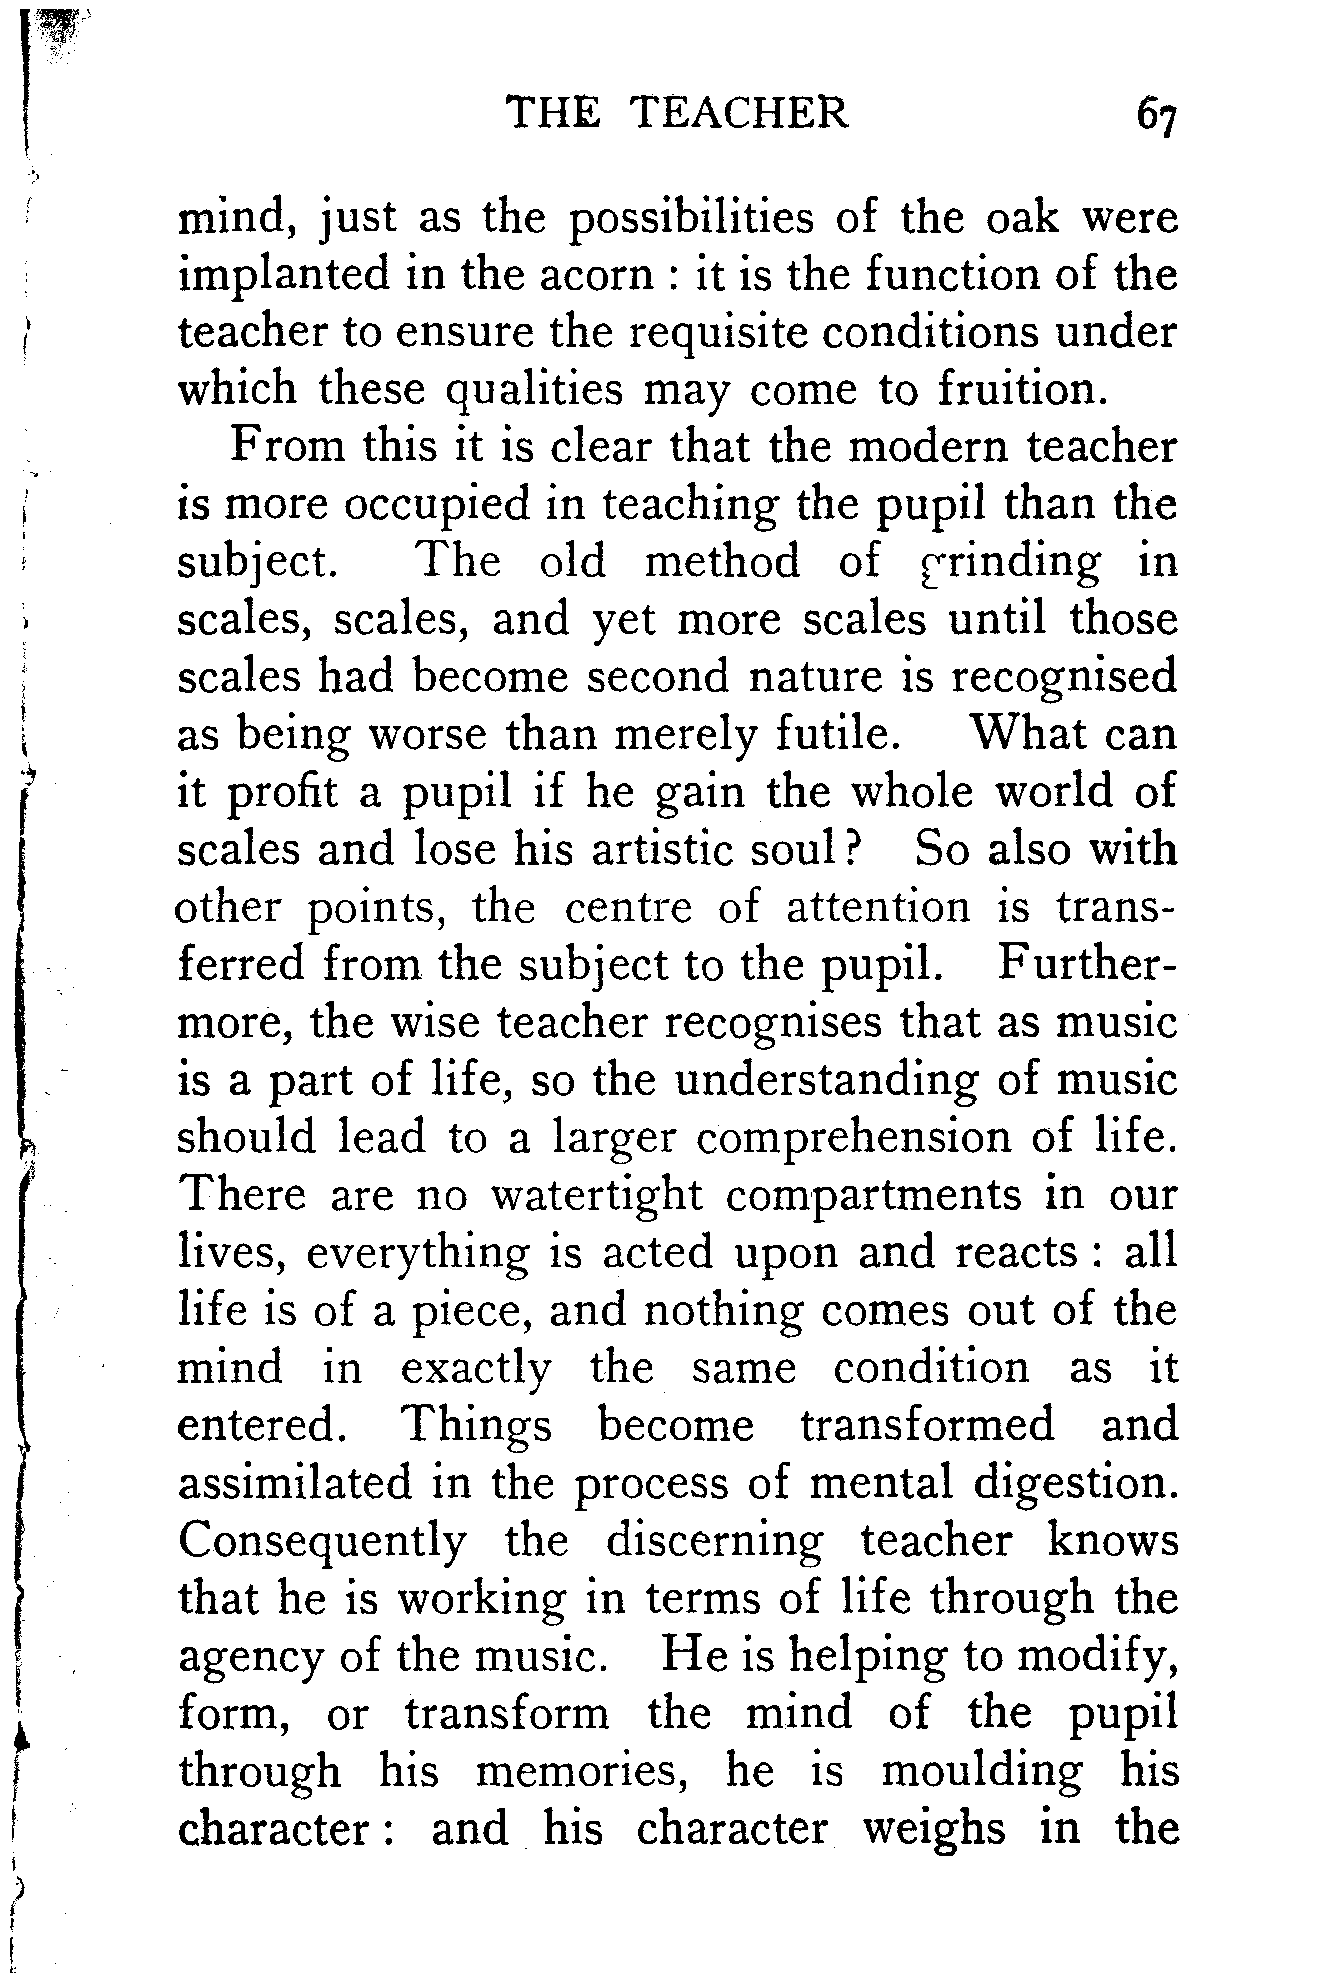 THE TEACHER 67
mind, just as the possibilities of the oak were
implanted in the acorn : it is the function of the
teacher to ensure the requisite conditions under
which these qualities may come to fruition.
From this it is clear that the modern teacher
is more occupied in teaching the pupil than the
subject. The old method of grinding in
scales, scales, and yet more scales until those
scales had become second nature is recognised
as being worse than merely futile. What can
it profit a pupil if he gain the whole world of
scales and lose his artistic soul? So also with
other points, the centre of attention is trans-
ferred from the subject to the pupil. Further-
more, the wise teacher recognises that as music
is a part of life, so the understanding of music
should lead to a larger comprehension of life.
There are no watertight compartments in our
lives, everything is acted upon and reacts : all
life is of a piece, and nothing comes out of the
mind in exactly the same condition as it
entered. Things become transformed and
assimilated in the process of mental digestion.
Consequently the discerning teacher knows
that he is working in terms of life through the
agency of the music. He is helping to modify,
form, or transform the mind of the pupil
through his memories, he is moulding his
character : and his character weighs in the